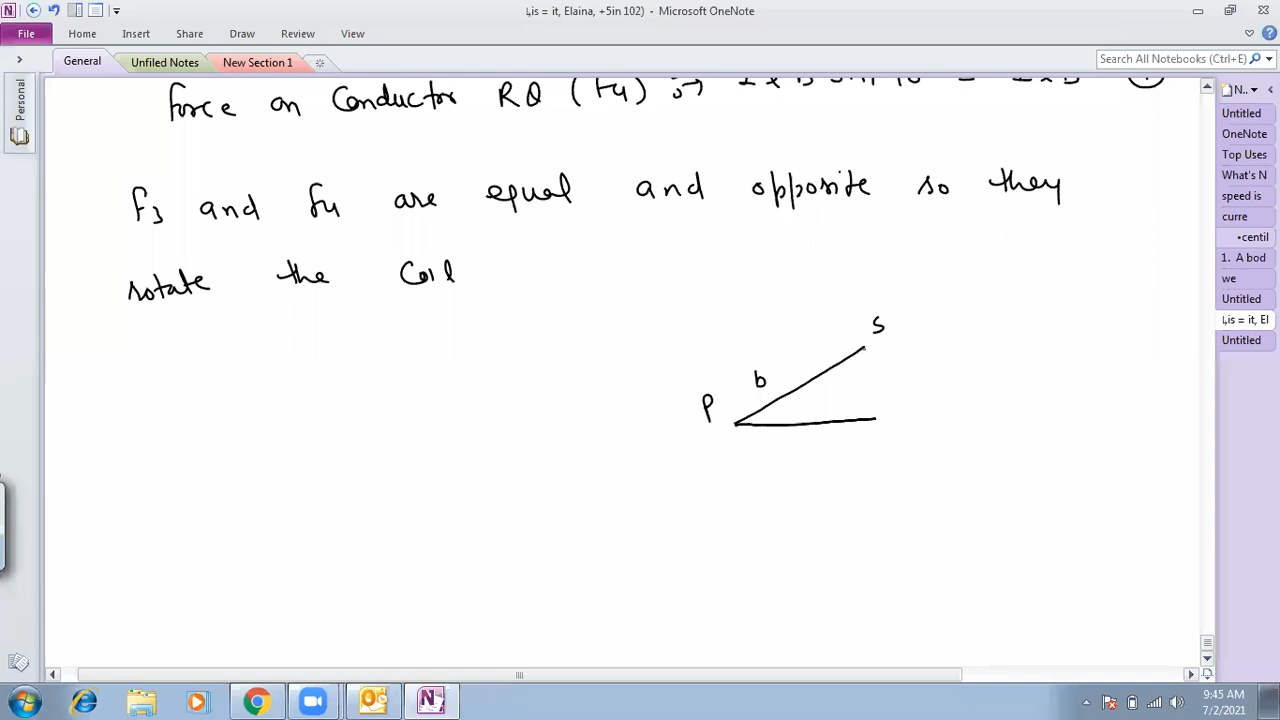 Lis = it, Elaina, +5in 102) - Microsoft OneNote
File Home Insert Share Draw Review View
General Unfiled Notes New Section 1
Search All Notebooks (Ctrl+E)
Personal
N..
Untitled
OneNote
Top Uses
What's N
speed is
curre
•centil
1. A bod
we
Untitled
Lis = it, El
Untitled
force on Conductor RQ (F4)
F3 and F4 are equal and opposite so they
rotate the Coil
S
b
P
9:45 AM
7/2/2021